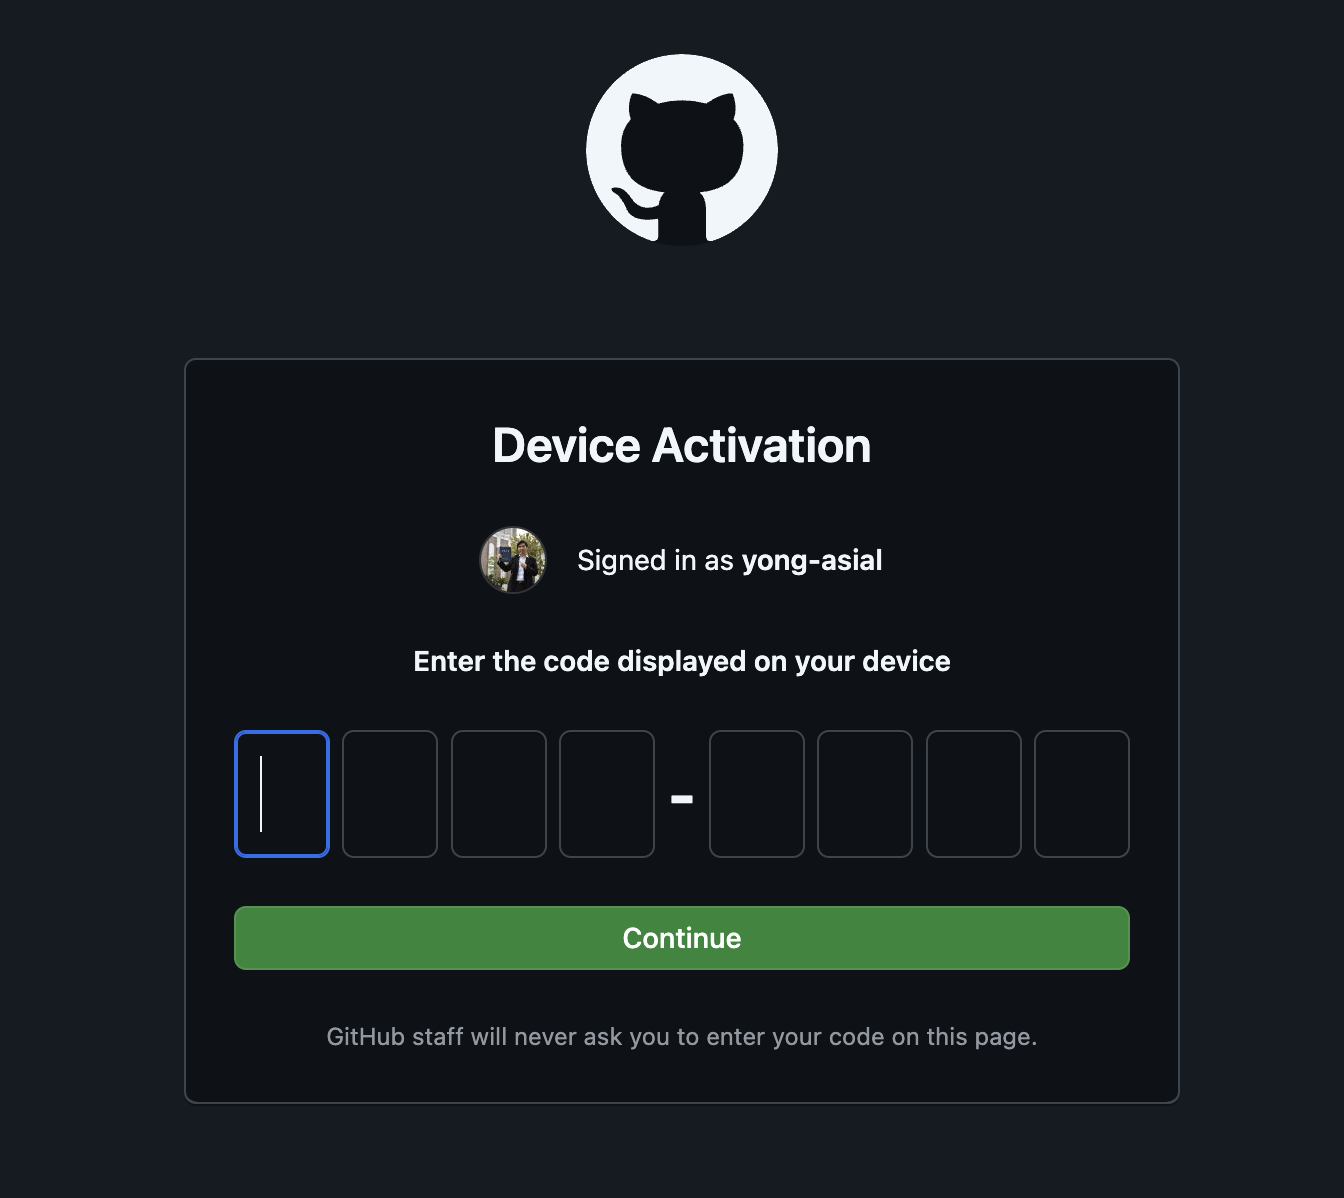 Device Activation
Signed in as yong-asial
Enter the code displayed on your device
-
Continue
GitHub staff will never ask you to enter your code on this page.